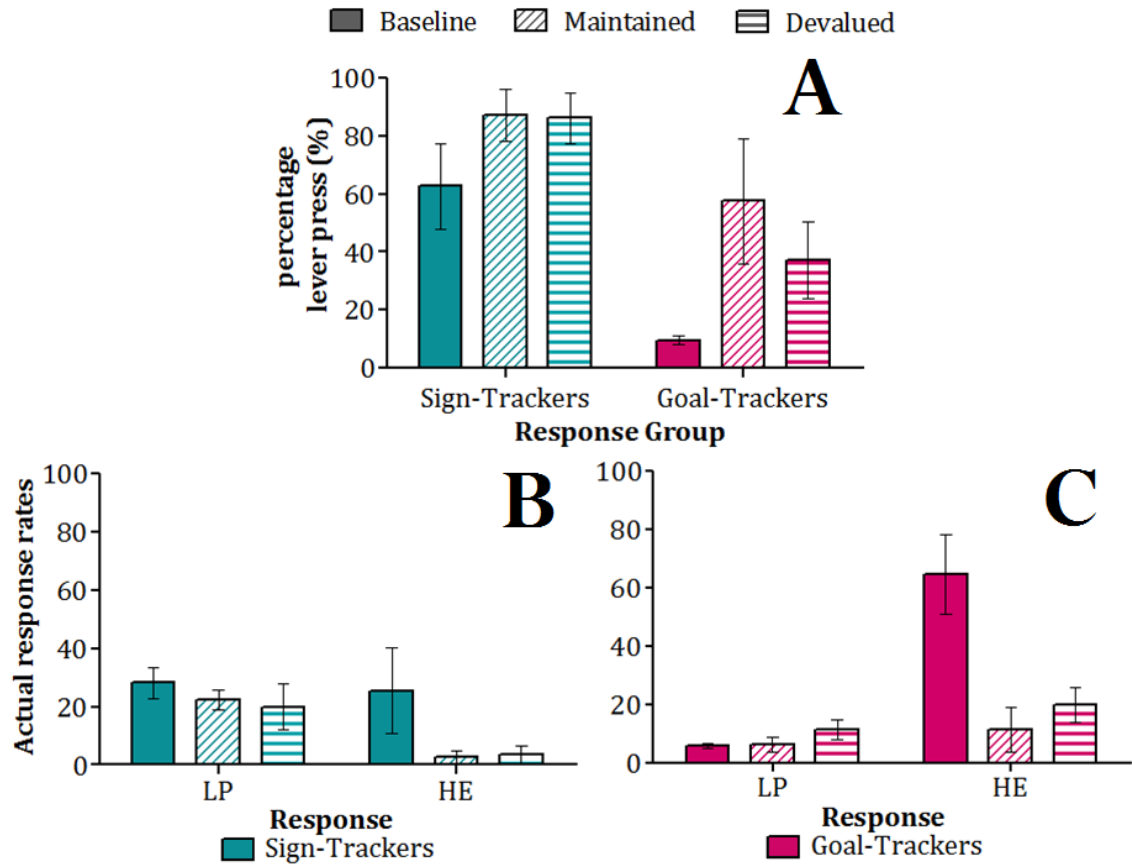 Baseline Maintained Devalued
A
percentage
lever press (%)
100
80
60
40
20
0
Sign-Trackers Goal-Trackers
Response Group
B
Actual response rates
100
80
60
40
20
0
LP HE
Response
Sign-Trackers
C
100
80
60
40
20
0
LP HE
Response
Goal-Trackers